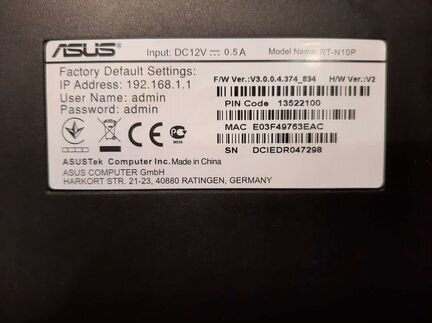 ASUS
Input: DC12V 0.5A
Model Name: RT-N10P
Factory Default Settings:
IP Address: 192.168.1.1
User Name: admin
Password: admin
F/W Ver.:V3.0.0.4.374_834 H/W Ver.:V2
PIN Code 13522100
MAC E03F49763EAC
SN DCIEDR047298
ASUSTek Computer Inc. Made in China
ASUS COMPUTER GmbH
HARKORT STR. 21-23, 40880 RATINGEN, GERMANY